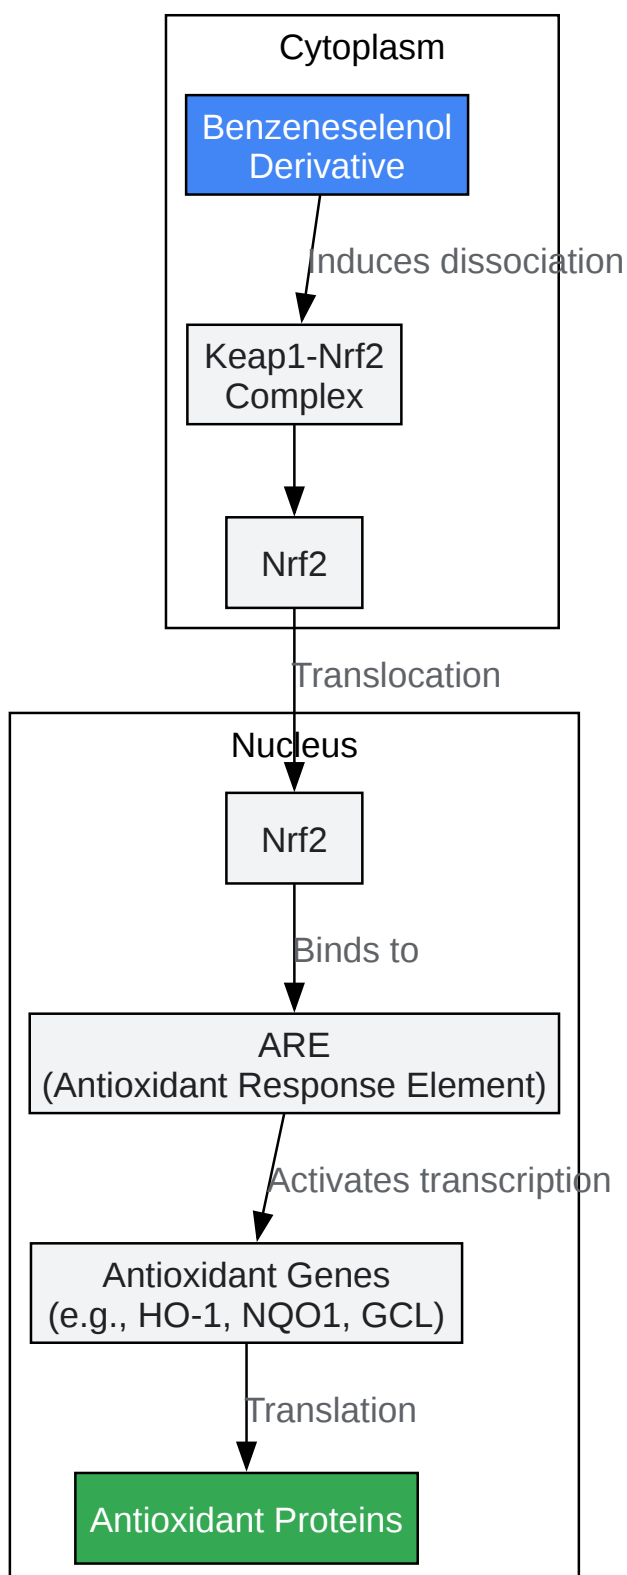 Cytoplasm
Benzeneselenol
Derivative
Induces dissociation
Keap1-Nrf2
Complex
Nrf2
Translocation
Nucleus
Nrf2
Binds to
ARE
(Antioxidant Response Element)
Activates transcription
Antioxidant Genes
(e.g., HO-1, NQO1, GCL)
Translation
Antioxidant Proteins